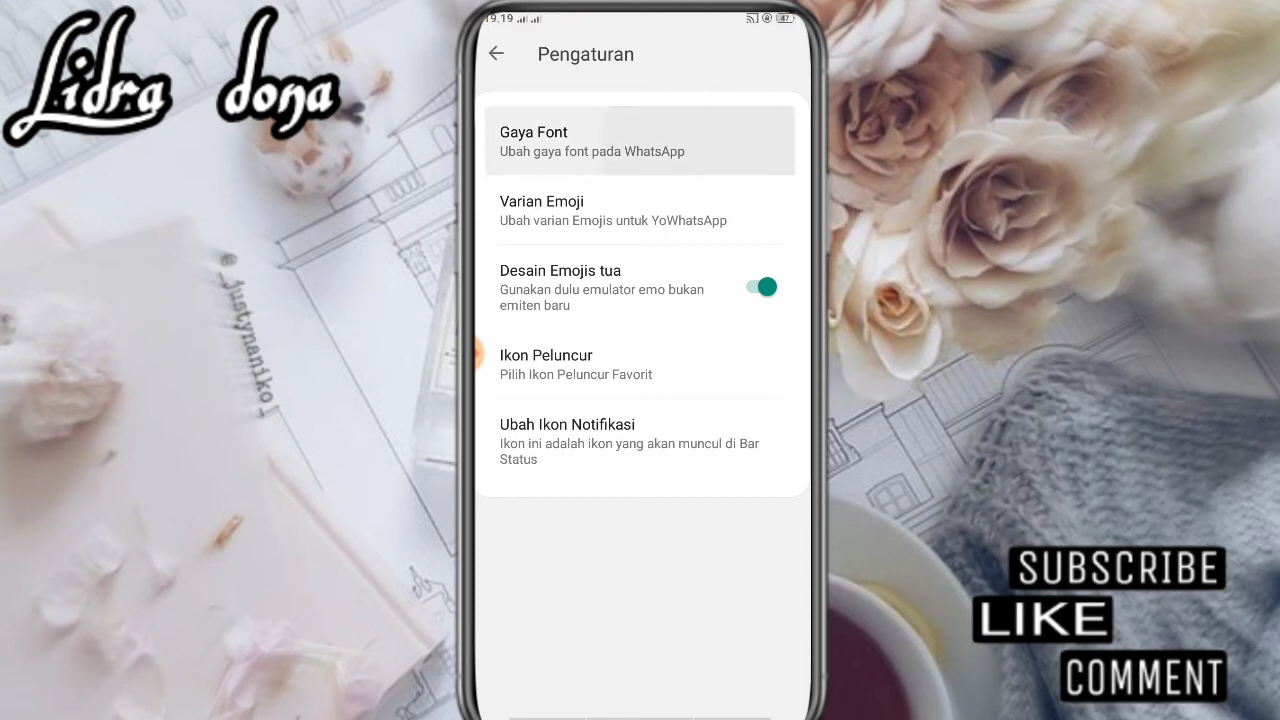 Lidra dona
@_justynaniko_
19.19
47
Pengaturan
Gaya Font
Ubah gaya font pada WhatsApp
Varian Emoji
Ubah varian Emojis untuk YoWhatsApp
Desain Emojis tua
Gunakan dulu emulator emo bukan
emiten baru
Ikon Peluncur
Pilih Ikon Peluncur Favorit
Ubah Ikon Notifikasi
Ikon ini adalah ikon yang akan muncul di Bar
Status
SUBSCRIBE
LIKE
COMMENT